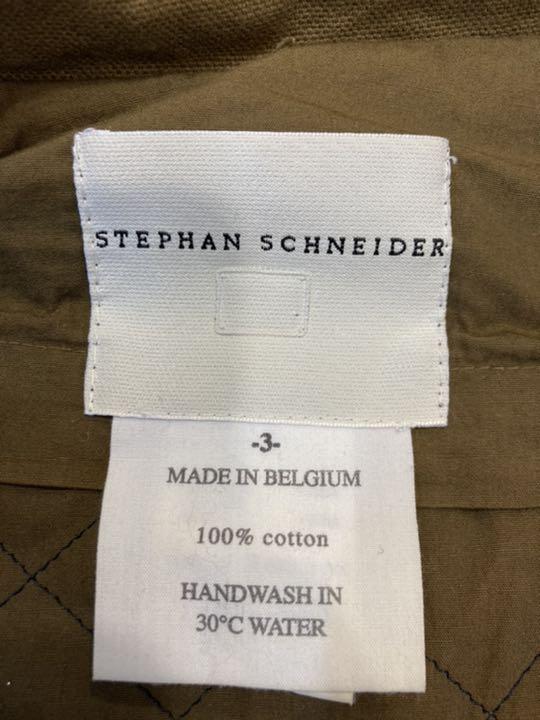 STEPHAN SCHNEIDER
-3-
MADE IN BELGIUM
100% cotton
HANDWASH IN
30°C WATER